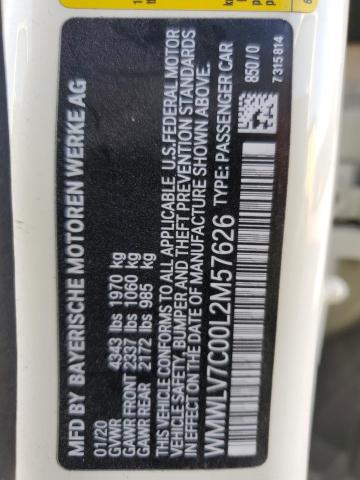 MFD BY BAYERISCHE MOTOREN WERKE AG
01/20
GVWR 4343 lbs 1970 kg
GAWR FRONT 2337 lbs 1060 kg
GAWR REAR 2172 lbs 985 kg
THIS VEHICLE CONFORMS TO ALL APPLICABLE U.S.FEDERAL MOTOR
VEHICLE SAFETY, BUMPER AND THEFT PREVENTION STANDARDS
IN EFFECT ON THE DATE OF MANUFACTURE SHOWN ABOVE.
WMWLV7C00L2M57626 TYPE: PASSENGER CAR
850/0
7315814